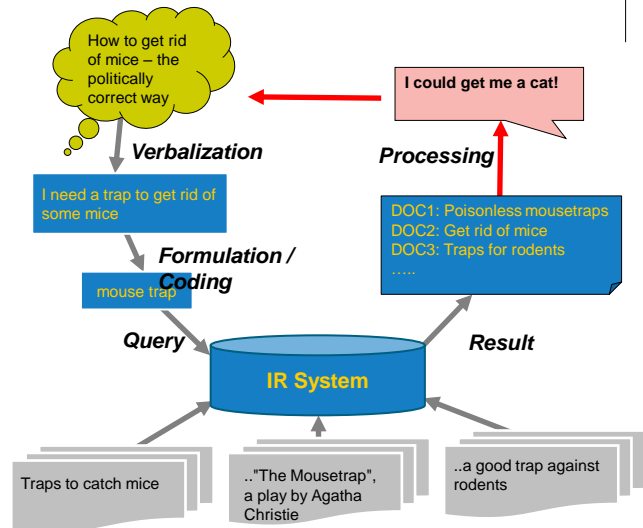 How to get rid
of mice – the
politically
correct way
I could get me a cat!
Verbalization
Processing
I need a trap to get rid of
some mice
DOC1: Poisonless mousetraps
DOC2: Get rid of mice
DOC3: Traps for rodents
…..
Formulation /
Coding
mouse trap
Query
Result
IR System
Traps to catch mice
.."The Mousetrap",
a play by Agatha
Christie
..a good trap against
rodents